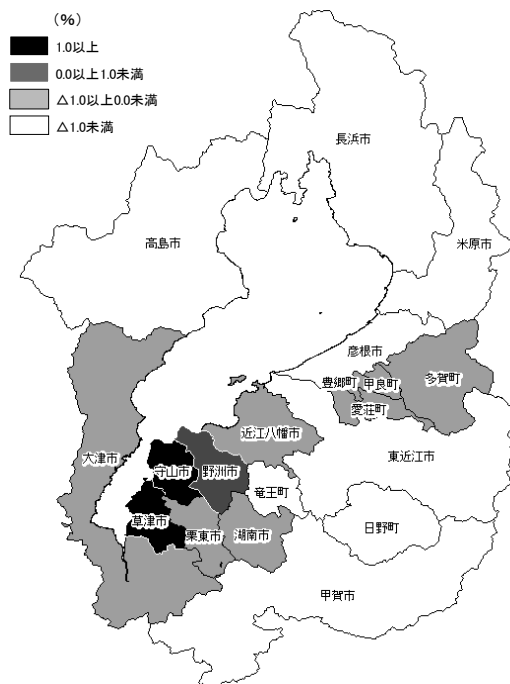 (%)
1.0以上
0.0以上1.0未満
△1.0以上0.0未満
△1.0未満
長浜市
高島市
米原市
彦根市
豊郷町
甲良町
多賀町
愛荘町
近江八幡市
大津市
守山市
野洲市
東近江市
竜王町
草津市
栗東市
湖南市
日野町
甲賀市